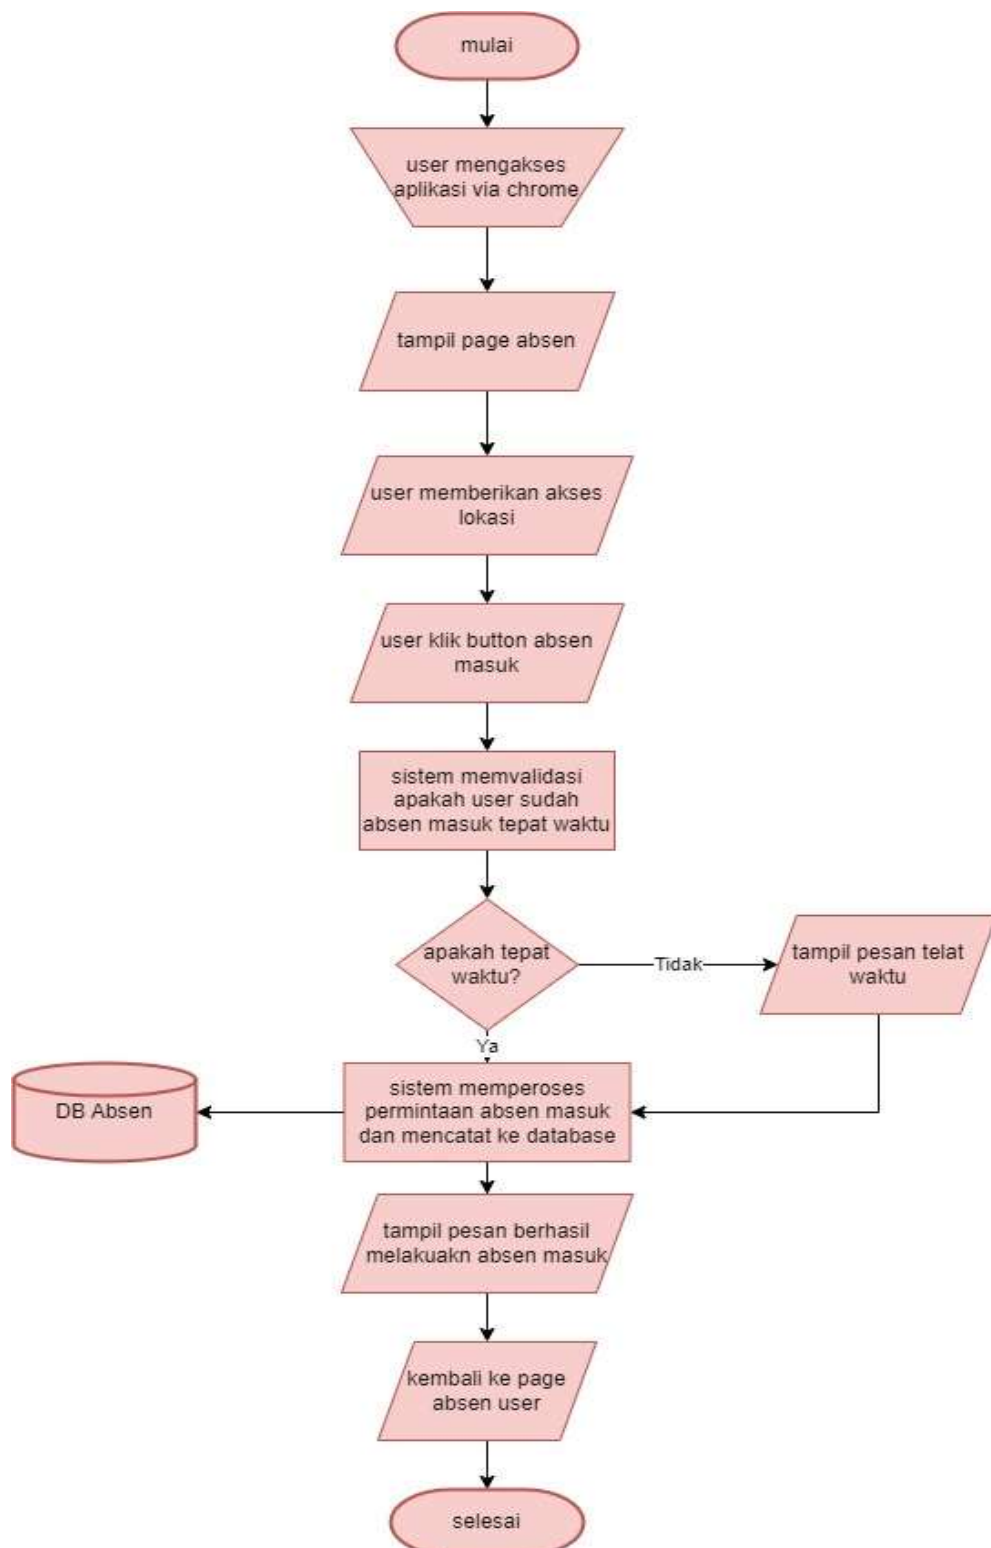 mulai
user mengakses
aplikasi via chrome
tampil page absen
user memberikan akses
lokasi
user klik button absen
masuk
sistem memvalidasi
apakah user sudah
absen masuk tepat waktu
apakah tepat
waktu?
Tidak
tampil pesan telat
waktu
Ya
DB Absen
sistem memperoses
permintaan absen masuk
dan mencatat ke database
tampil pesan berhasil
melakuakn absen masuk
kembali ke page
absen user
selesai